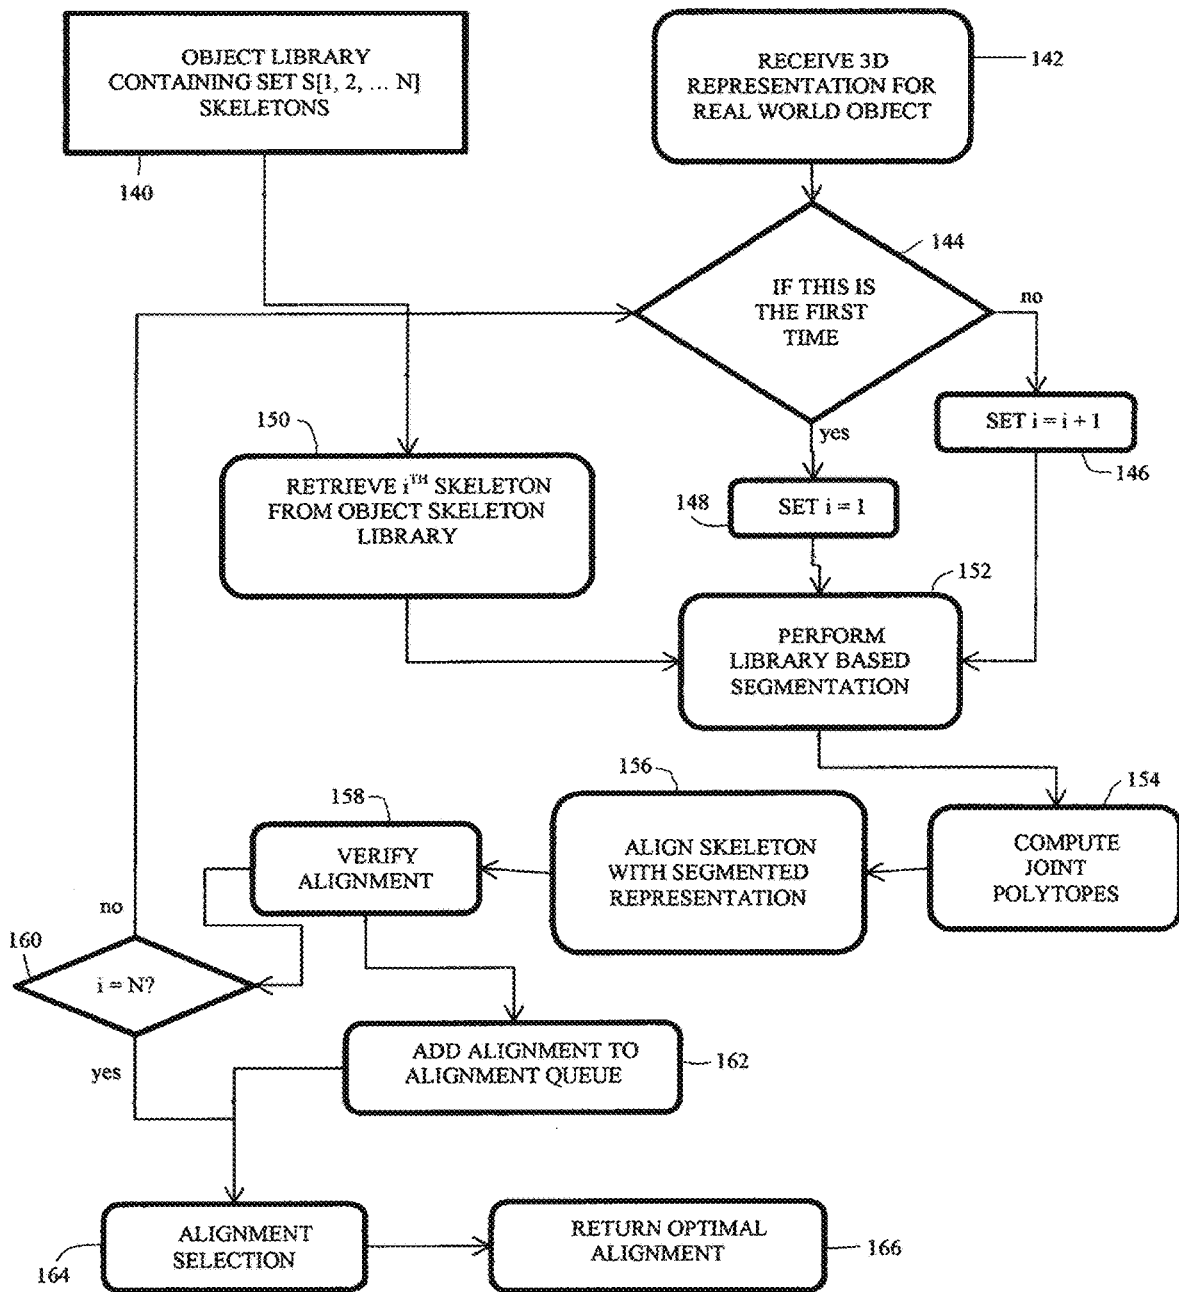 OBJECT LIBRARY
CONTAINING SET S[1, 2, ... N]
SKELETONS
140
RECEIVE 3D
REPRESENTATION FOR
REAL WORLD OBJECT
142
144
IF THIS IS
THE FIRST
TIME
no
yes
SET i = i + 1
146
150
RETRIEVE iTH SKELETON
FROM OBJECT SKELETON
LIBRARY
148
SET i = 1
152
PERFORM
LIBRARY BASED
SEGMENTATION
154
COMPUTE
JOINT
POLYTOPES
156
ALIGN SKELETON
WITH SEGMENTED
REPRESENTATION
158
VERIFY
ALIGNMENT
no
160
i = N?
yes
ADD ALIGNMENT TO
ALIGNMENT QUEUE
162
ALIGNMENT
SELECTION
164
RETURN OPTIMAL
ALIGNMENT
166